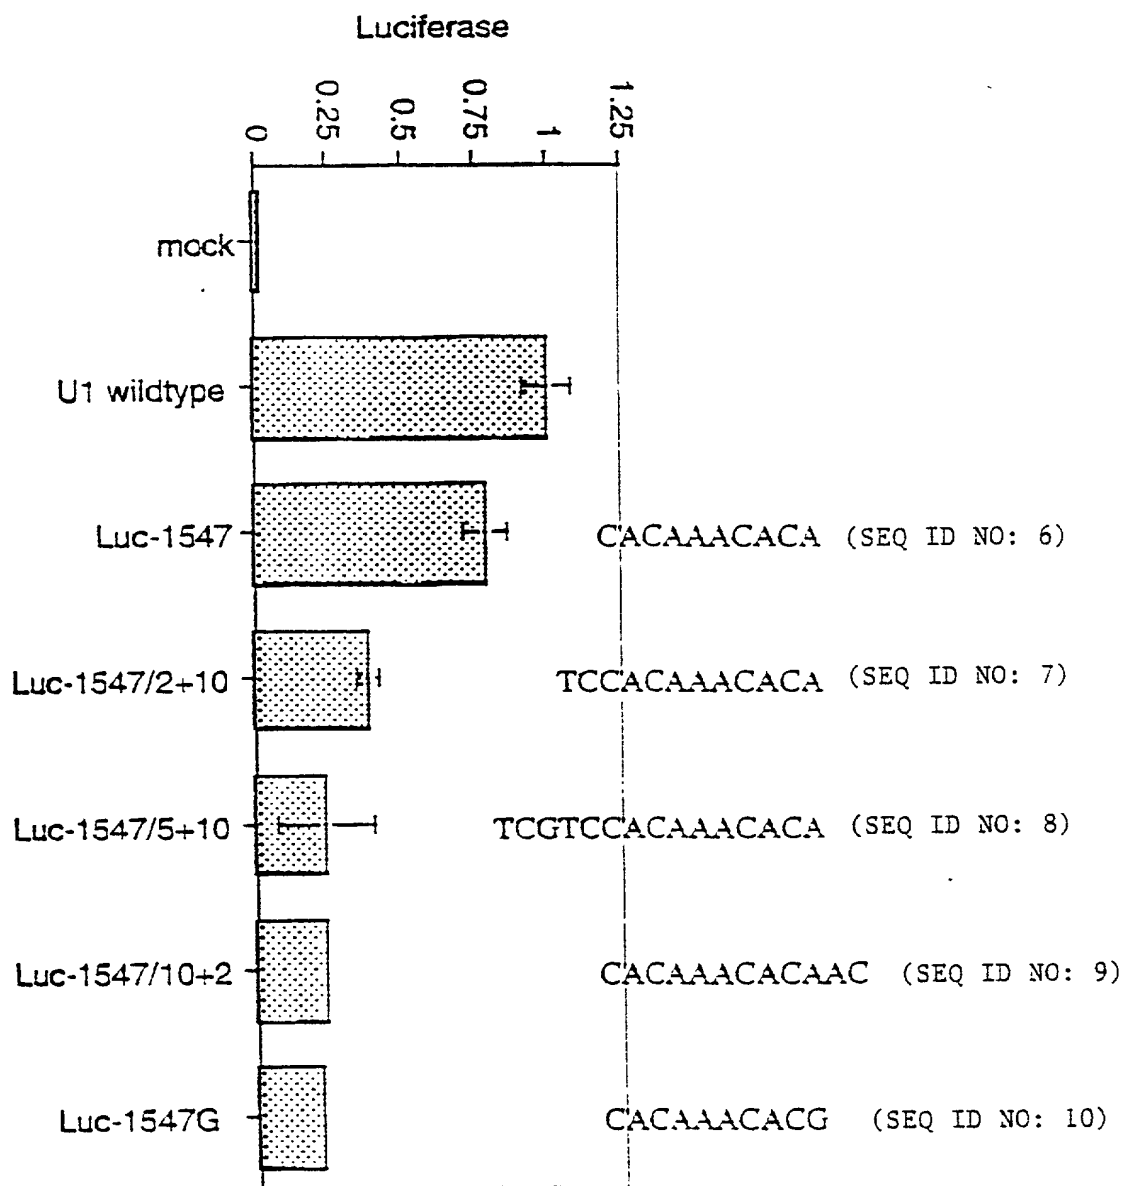 Luciferase
0 0.25 0.5 0.75 1 1.25
mock
U1 wildtype
Luc-1547 CACAAACACA (SEQ ID NO: 6)
Luc-1547/2+10 TCCACAAACACA (SEQ ID NO: 7)
Luc-1547/5+10 TCGTCCACAAACACA (SEQ ID NO: 8)
Luc-1547/10+2 CACAAACACAAC (SEQ ID NO: 9)
Luc-1547G CACAAACACG (SEQ ID NO: 10)